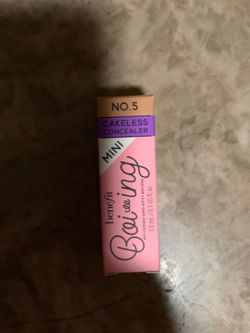 NO. 5
CAKELESS
CONCEALER
MINI
benefit
Boi-ing